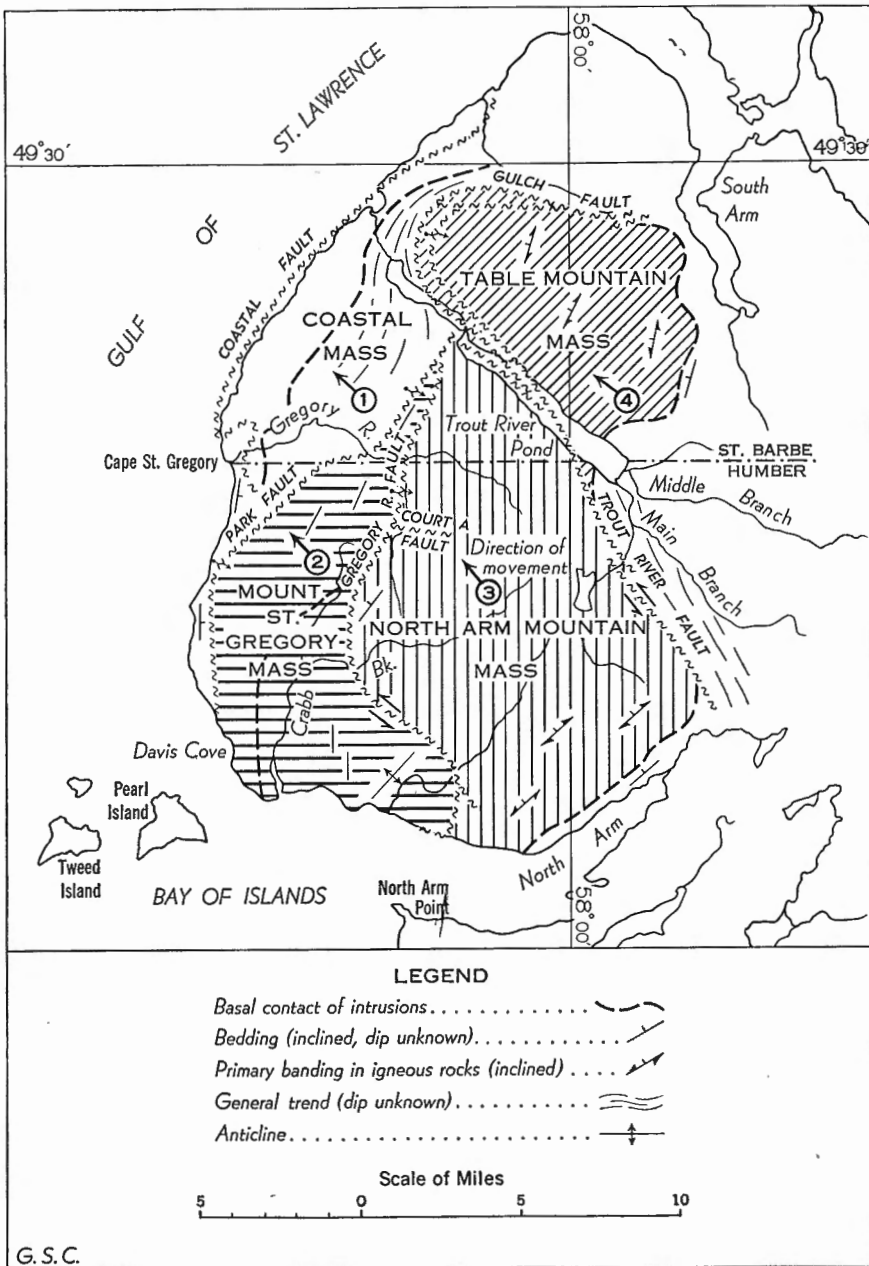 58°00′
ST. LAWRENCE
49°30′
49°30′
OF
GULF
COASTAL FAULT
GULCH FAULT
South
Arm
TABLE MOUNTAIN
MASS
COASTAL
MASS
①
④
Gregory R.
Trout River
Pond
Cape St. Gregory
ST. BARBE
HUMBER
Middle Branch
PARK FAULT
GREGORY R. FAULT
COURT A
FAULT
TROUT RIVER FAULT
Main Branch
Direction of
movement
②
③
MOUNT
ST.
GREGORY
MASS
NORTH ARM MOUNTAIN
MASS
Crabb Bk.
Davis Cove
Pearl
Island
Tweed
Island
BAY OF ISLANDS
North Arm
Point
North Arm
58°00′
LEGEND
Basal contact of intrusions
Bedding (inclined, dip unknown)
Primary banding in igneous rocks (inclined)
General trend (dip unknown)
Anticline
Scale of Miles
5 0 5 10
G.S.C.